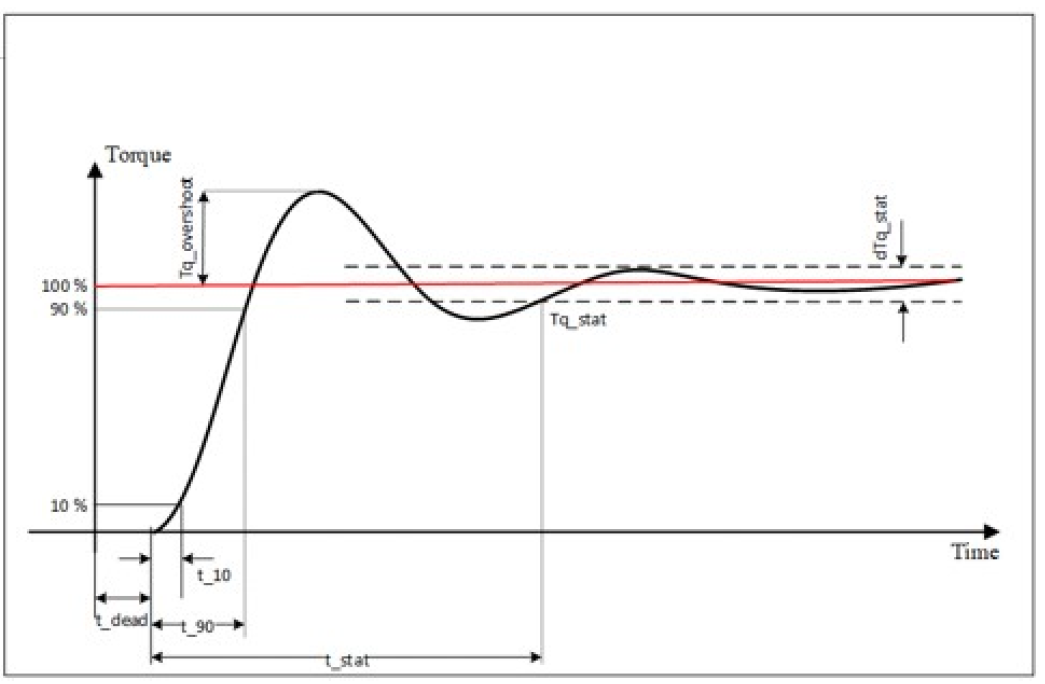 Torque
Tq_overshoot
dTq_stat
100 %
90 %
Tq_stat
10 %
Time
t_10
t_dead
t_90
t_stat